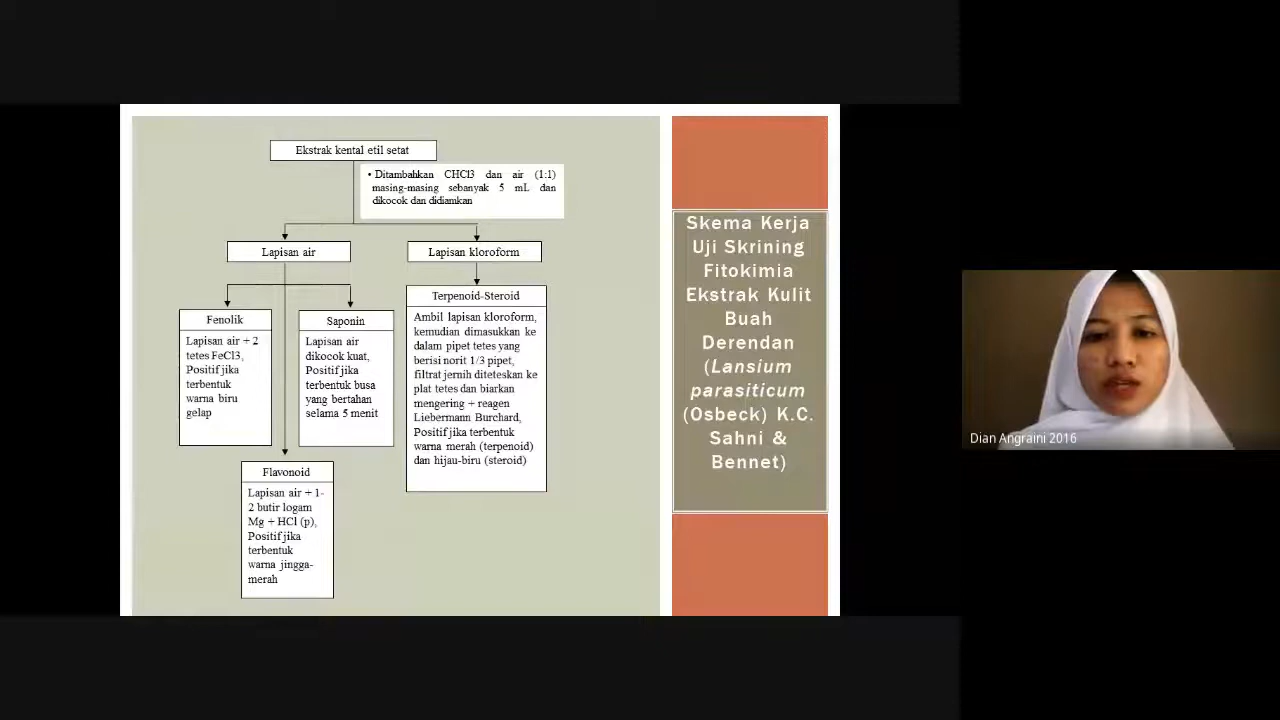 Ekstrak kental etil setat
• Ditambahkan CHCl3 dan air (1:1)
masing-masing sebanyak 5 mL dan
dikocok dan didiamkan
Lapisan air
Lapisan kloroform
Fenolik
Lapisan air + 2
tetes FeCl3,
Positif jika
terbentuk
warna biru
gelap
Saponin
Lapisan air
dikocok kuat,
Positif jika
terbentuk busa
yang bertahan
selama 5 menit
Terpenoid-Steroid
Ambil lapisan kloroform,
kemudian dimasukkan ke
dalam pipet tetes yang
berisi norit 1/3 pipet,
filtrat jernih diteteskan ke
plat tetes dan biarkan
mengering + reagen
Liebermann Burchard,
Positif jika terbentuk
warna merah (terpenoid)
dan hijau-biru (steroid)
Flavonoid
Lapisan air + 1-
2 butir logam
Mg + HCl (p),
Positif jika
terbentuk
warna jingga-
merah
Skema Kerja
Uji Skrining
Fitokimia
Ekstrak Kulit
Buah
Derendan
(Lansium
parasiticum
(Osbeck) K.C.
Sahni &
Bennet)
Dian Angraini 2016